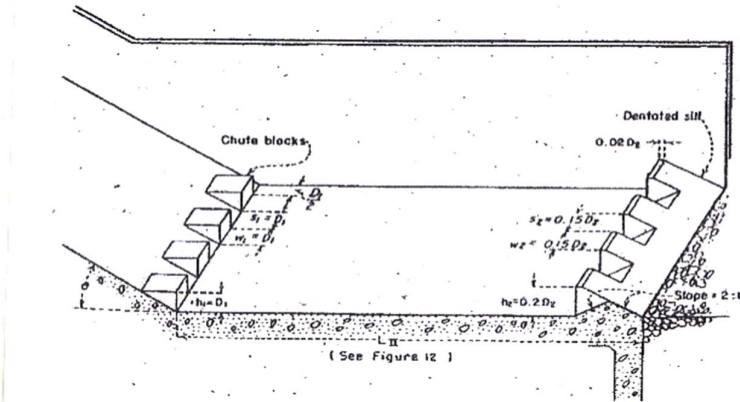 Dentated sill
0.02D₂
Chute blocks
D₁
2
s₁ = D₁
w₁ = D₁
s₂=0.15D₂
w₂ = 0.15D₂
h₁=D₁
h₂=0.2D₂
Slope = 2:1
L II
( See Figure 12 )